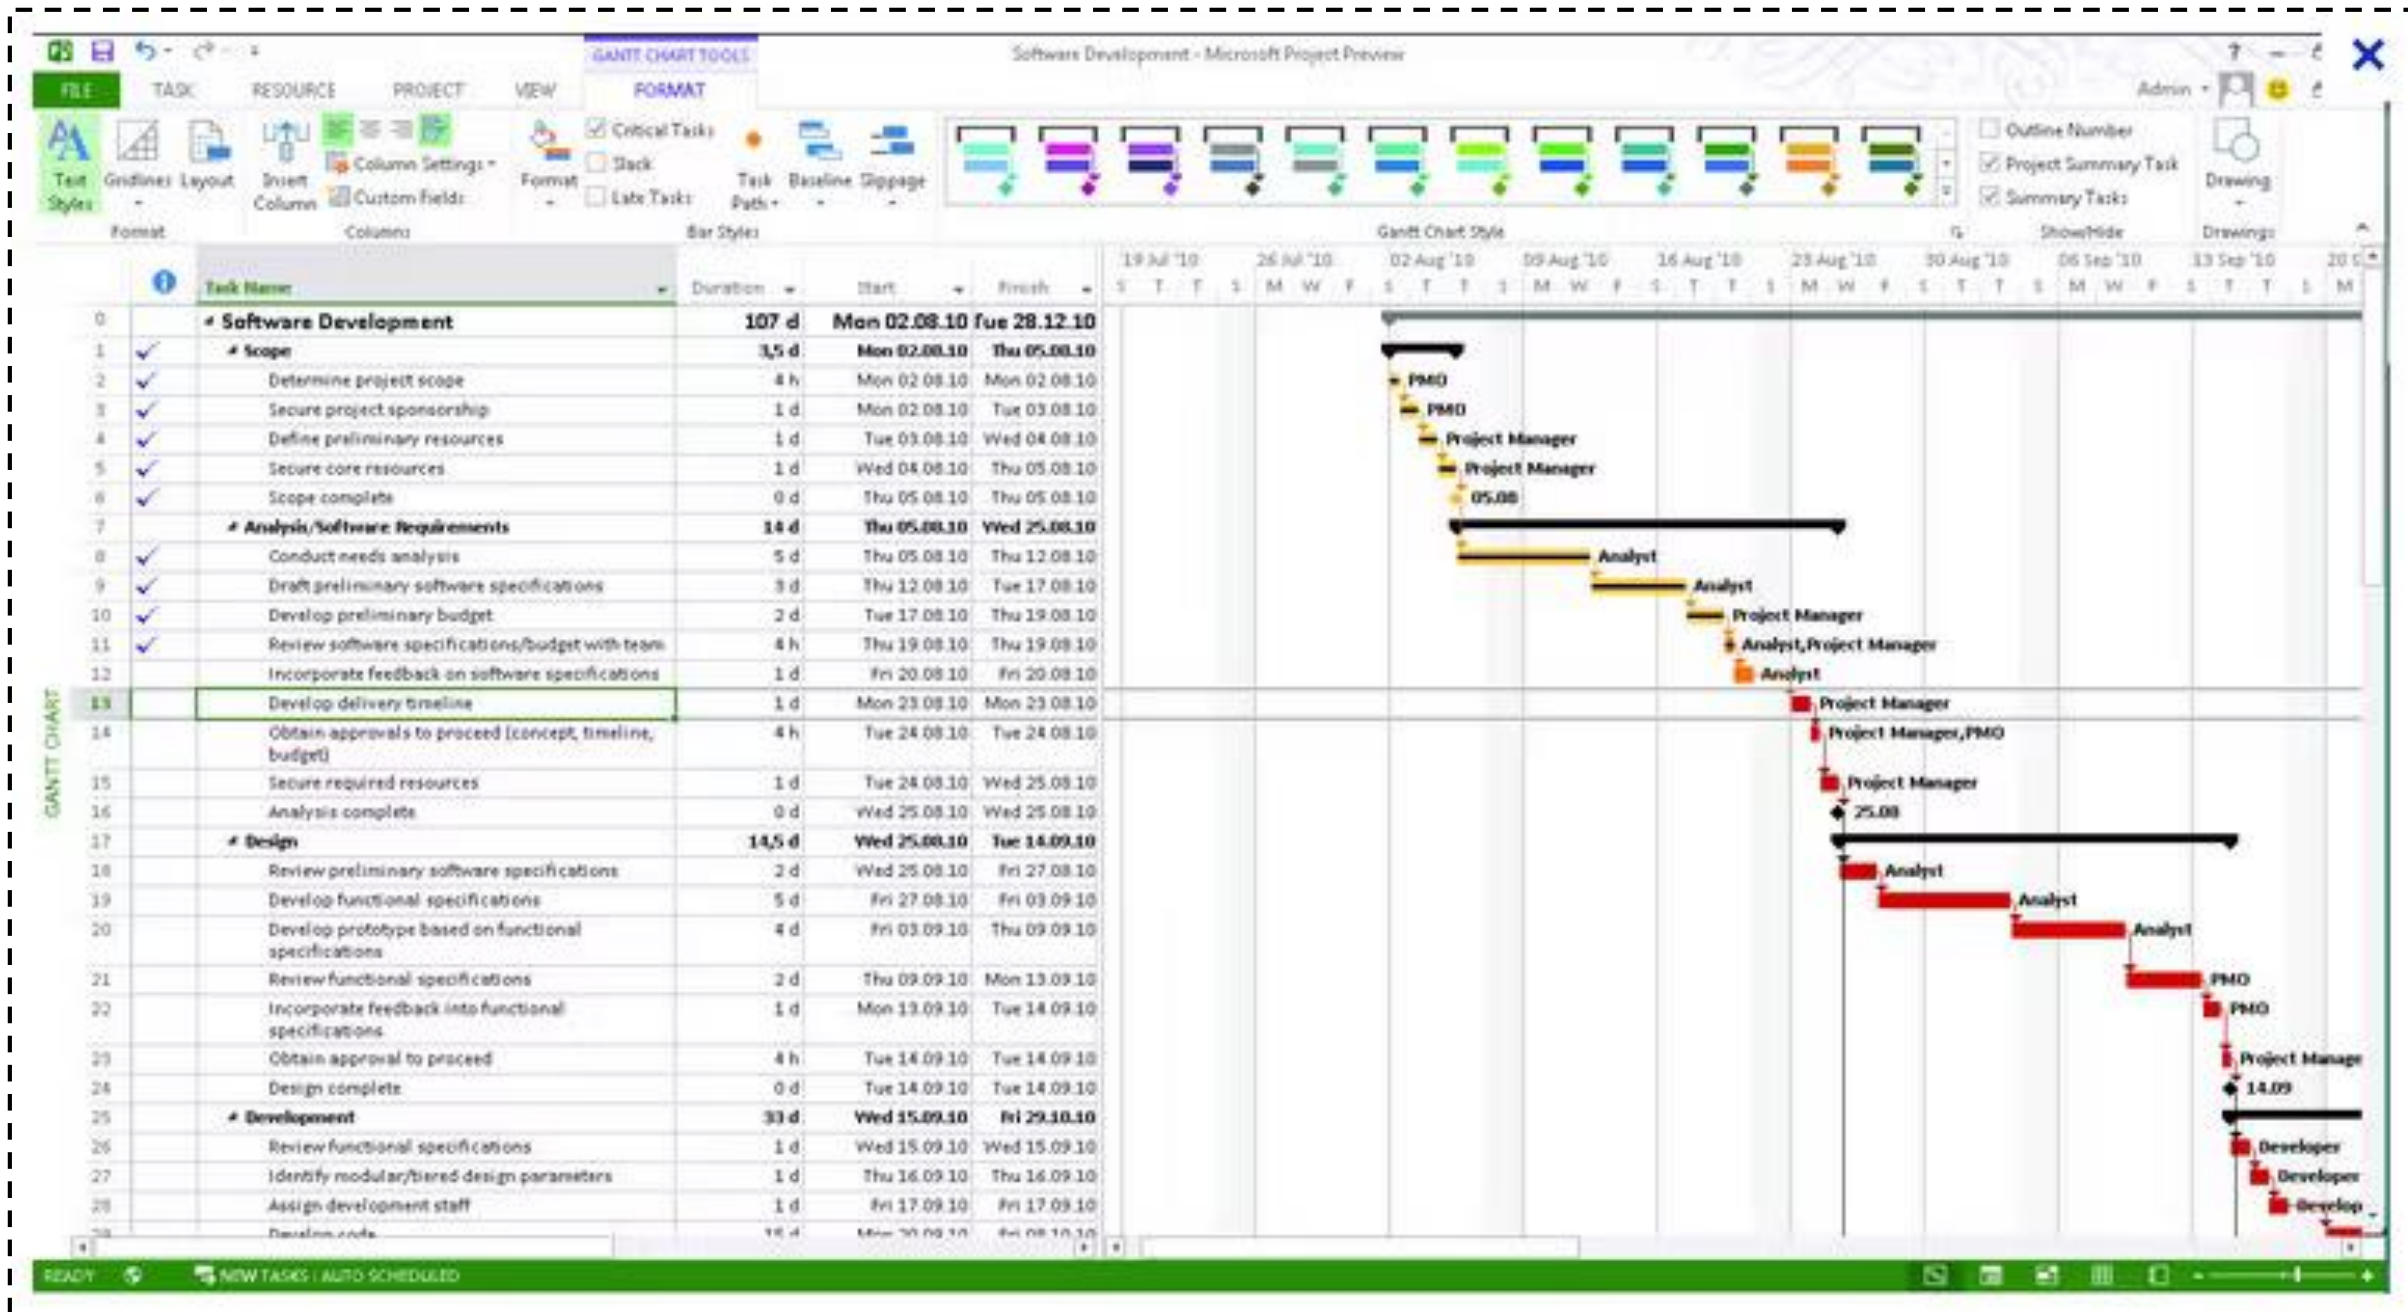 GANTT CHART TOOLS
Software Development - Microsoft Project Preview
?
FILE
TASK
RESOURCE
PROJECT
VIEW
FORMAT
Admin
Text Styles
Gridlines
Layout
Insert Column
Column Settings
Custom Fields
Format
Critical Tasks
Slack
Late Tasks
Task Path
Baseline
Slippage
Outline Number
Project Summary Task
Summary Tasks
Drawing
Format
Columns
Bar Styles
Gantt Chart Style
Show/Hide
Drawings
19 Jul '10 26 Jul '10 02 Aug '10 09 Aug '10 16 Aug '10 23 Aug '10 30 Aug '10 06 Sep '10 13 Sep '10
Task Name Duration Start Finish S T T S M W F S T T S M W F S T T S M W F S T T S M W F S T T S M
0 Software Development 107 d Mon 02.08.10 Tue 28.12.10
1 Scope 3,5 d Mon 02.08.10 Thu 05.08.10
2 Determine project scope 4 h Mon 02.08.10 Mon 02.08.10 PMO
3 Secure project sponsorship 1 d Mon 02.08.10 Tue 03.08.10 PMO
4 Define preliminary resources 1 d Tue 03.08.10 Wed 04.08.10 Project Manager
5 Secure core resources 1 d Wed 04.08.10 Thu 05.08.10 Project Manager
6 Scope complete 0 d Thu 05.08.10 Thu 05.08.10 05.08
7 Analysis/Software Requirements 14 d Thu 05.08.10 Wed 25.08.10
8 Conduct needs analysis 5 d Thu 05.08.10 Thu 12.08.10 Analyst
9 Draft preliminary software specifications 3 d Thu 12.08.10 Tue 17.08.10 Analyst
10 Develop preliminary budget 2 d Tue 17.08.10 Thu 19.08.10 Project Manager
11 Review software specifications/budget with team 4 h Thu 19.08.10 Thu 19.08.10 Analyst,Project Manager
12 Incorporate feedback on software specifications 1 d Fri 20.08.10 Fri 20.08.10 Analyst
13 Develop delivery timeline 1 d Mon 23.08.10 Mon 23.08.10 Project Manager
14 Obtain approvals to proceed (concept, timeline, 4 h Tue 24.08.10 Tue 24.08.10 Project Manager,PMO
budget)
15 Secure required resources 1 d Tue 24.08.10 Wed 25.08.10 Project Manager
16 Analysis complete 0 d Wed 25.08.10 Wed 25.08.10 25.08
17 Design 14,5 d Wed 25.08.10 Tue 14.09.10
18 Review preliminary software specifications 2 d Wed 25.08.10 Fri 27.08.10 Analyst
19 Develop functional specifications 5 d Fri 27.08.10 Fri 03.09.10 Analyst
20 Develop prototype based on functional 4 d Fri 03.09.10 Thu 09.09.10 Analyst
specifications
21 Review functional specifications 2 d Thu 09.09.10 Mon 13.09.10 PMO
22 Incorporate feedback into functional 1 d Mon 13.09.10 Tue 14.09.10 PMO
specifications
23 Obtain approval to proceed 4 h Tue 14.09.10 Tue 14.09.10 Project Manage
24 Design complete 0 d Tue 14.09.10 Tue 14.09.10 14.09
25 Development 33 d Wed 15.09.10 Fri 29.10.10
26 Review functional specifications 1 d Wed 15.09.10 Wed 15.09.10 Developer
27 Identify modular/tiered design parameters 1 d Thu 16.09.10 Thu 16.09.10 Developer
28 Assign development staff 1 d Fri 17.09.10 Fri 17.09.10 Develop
29 Develop code 15 d Mon 20.09.10 Fri 08.10.10
GANTT CHART
READY
NEW TASKS : AUTO SCHEDULED